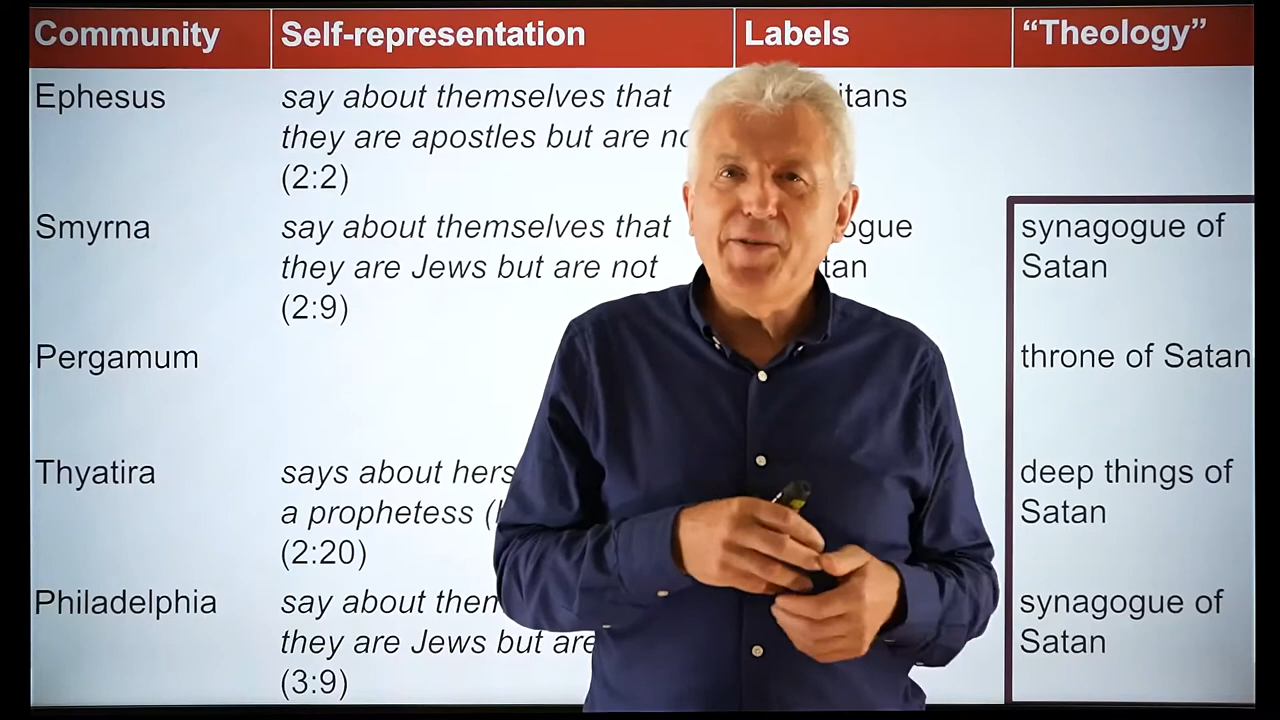 Community Self-representation Labels “Theology”
Ephesus
say about themselves that
they are apostles but are
(2:2)
Smyrna
say about themselves that
they are Jews but are not
(2:9)
synagogue of
Satan
Pergamum
throne of Satan
Thyatira
says about
a prophetess
(2:20)
deep things of
Satan
Philadelphia
say about
they are Jews but are
(3:9)
synagogue of
Satan